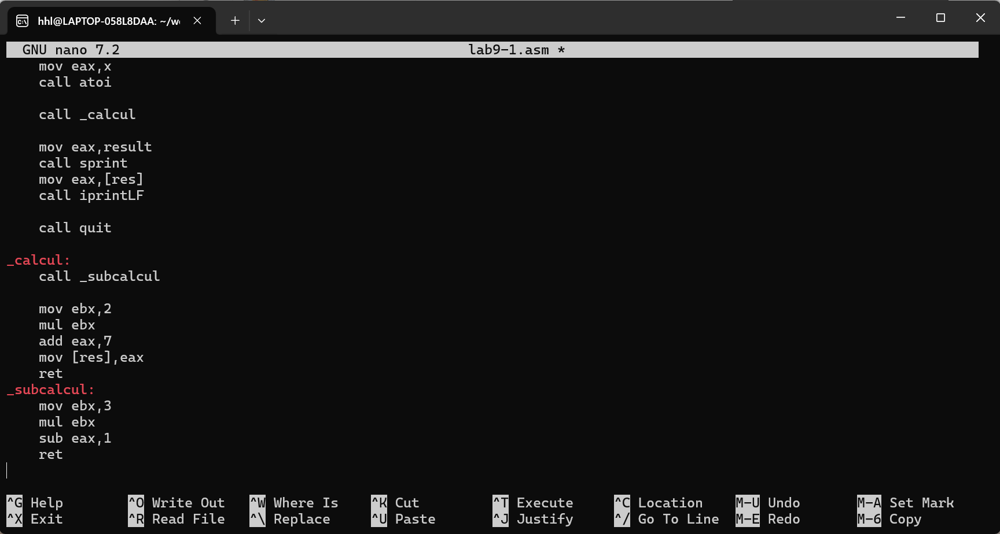 hhl@LAPTOP-058L8DAA: ~/w
GNU nano 7.2 lab9-1.asm *
mov eax,x
call atoi
call _calcul
mov eax,result
call sprint
mov eax,[res]
call iprintLF
call quit
_calcul:
call _subcalcul
mov ebx,2
mul ebx
add eax,7
mov [res],eax
ret
_subcalcul:
mov ebx,3
mul ebx
sub eax,1
ret
^G Help ^O Write Out ^W Where Is ^K Cut ^T Execute ^C Location M-U Undo M-A Set Mark
^X Exit ^R Read File ^\ Replace ^U Paste ^J Justify ^/ Go To Line M-E Redo M-6 Copy